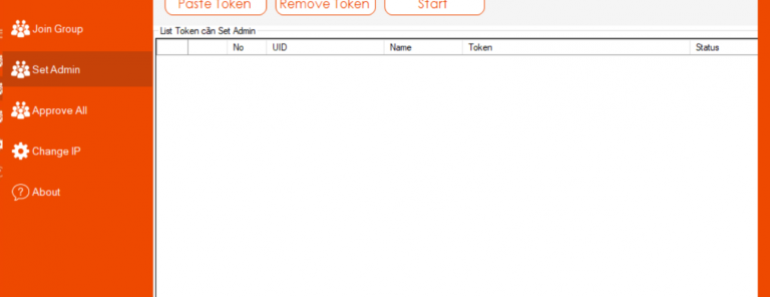 Paste Token Remove Token Start
Join Group
List Token cần Set Admin
No UID Name Token Status
Set Admin
Approve All
Change IP
? About